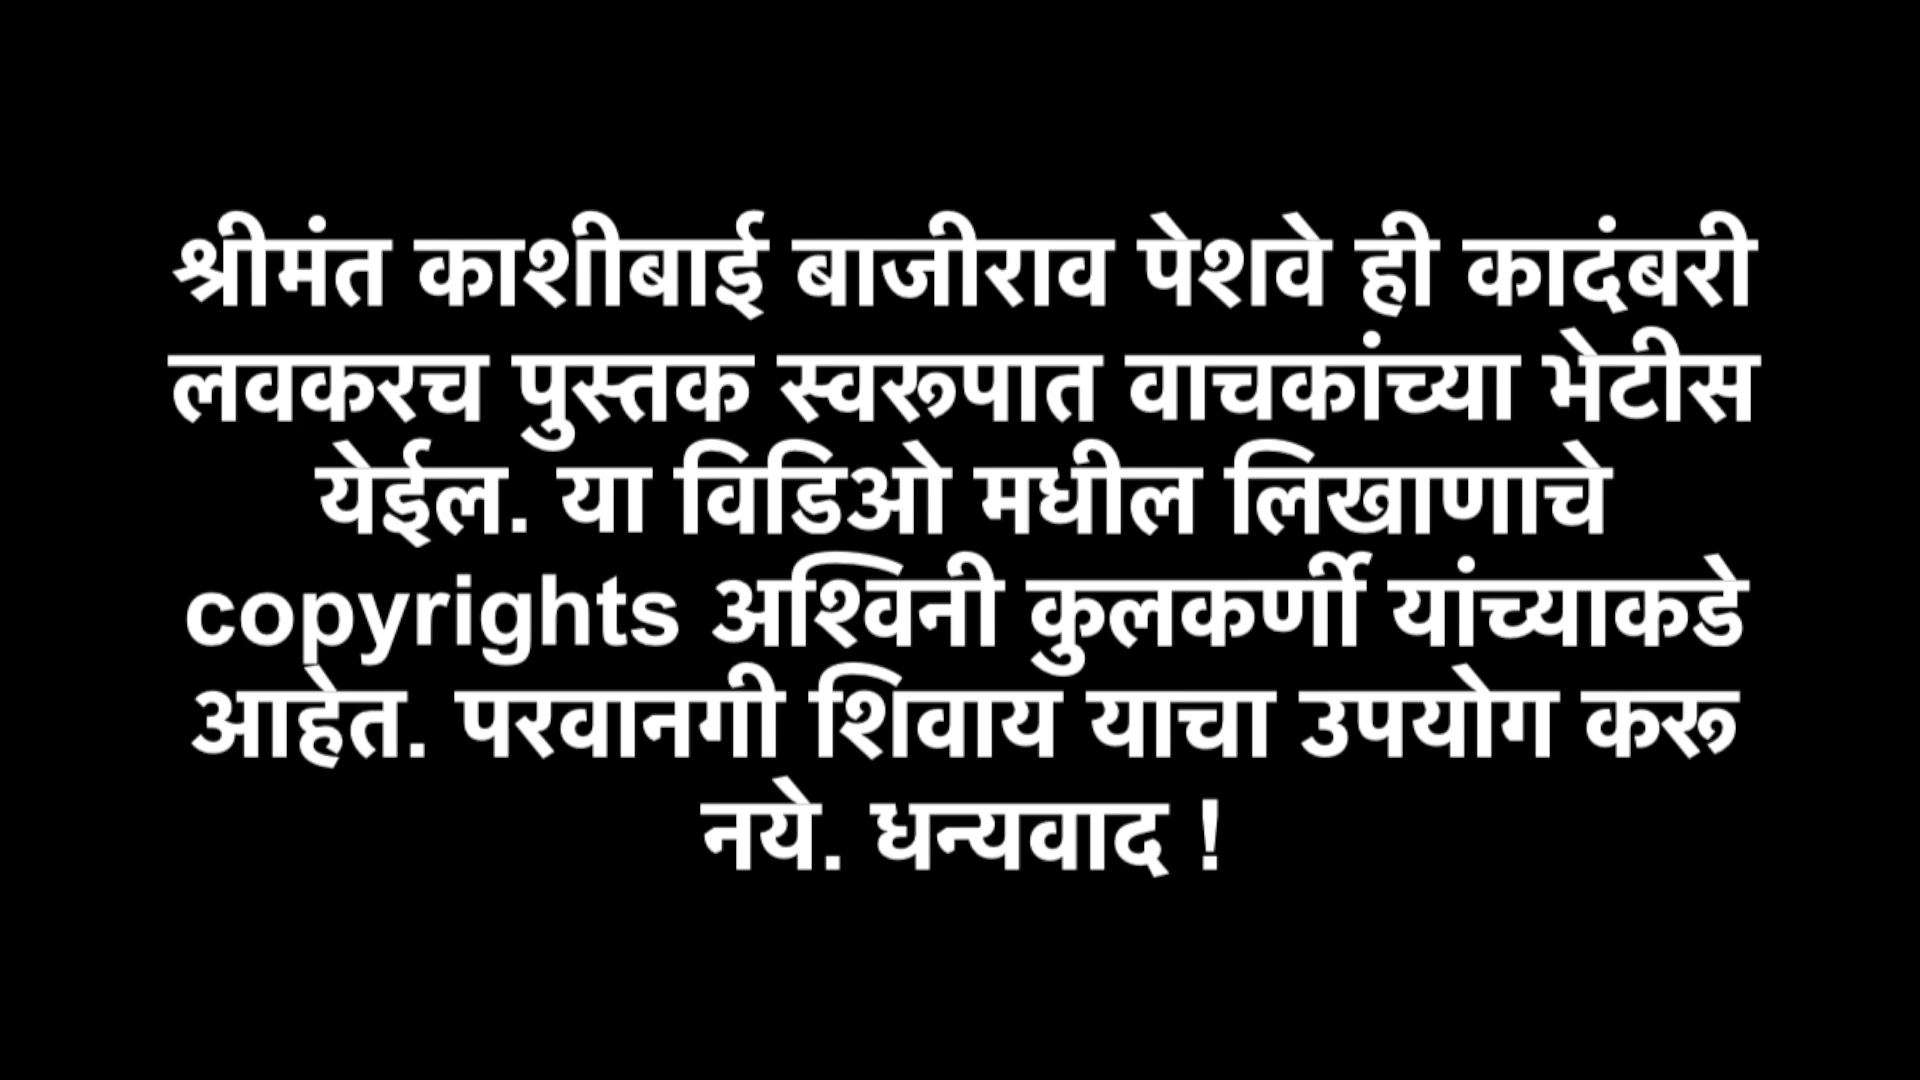 श्रीमंत काशीबाई बाजीराव पेशवे ही कादंबरी
लवकरच पुस्तक स्वरूपात वाचकांच्या भेटीस
येईल. या विडिओ मधील लिखाणाचे
copyrights अश्विनी कुलकर्णी यांच्याकडे
आहेत. परवानगी शिवाय याचा उपयोग करू
नये. धन्यवाद !